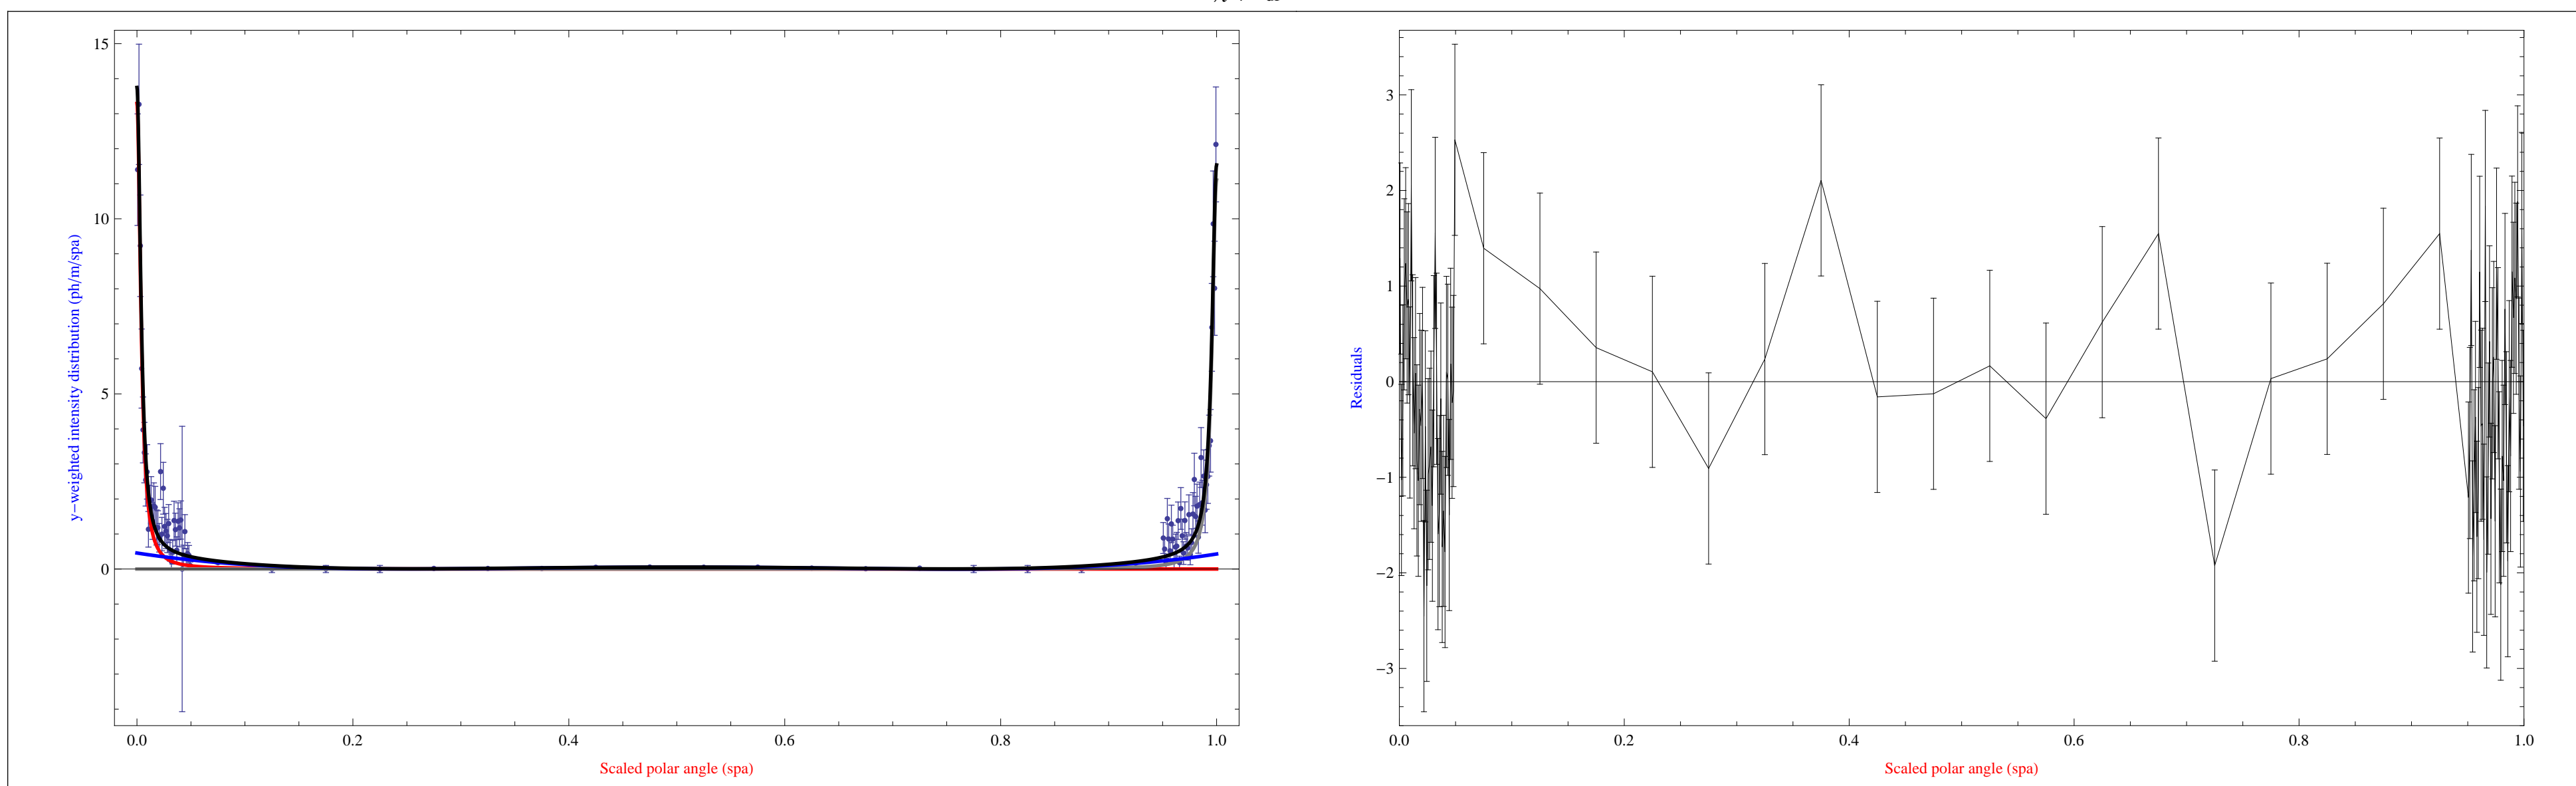 15
10
5
0
0.0 0.2 0.4 0.6 0.8 1.0
y−weighted intensity distribution (ph/m/spa)
Scaled polar angle (spa)
3
2
1
0
−1
−2
−3
0.0 0.2 0.4 0.6 0.8 1.0
Residuals
Scaled polar angle (spa)